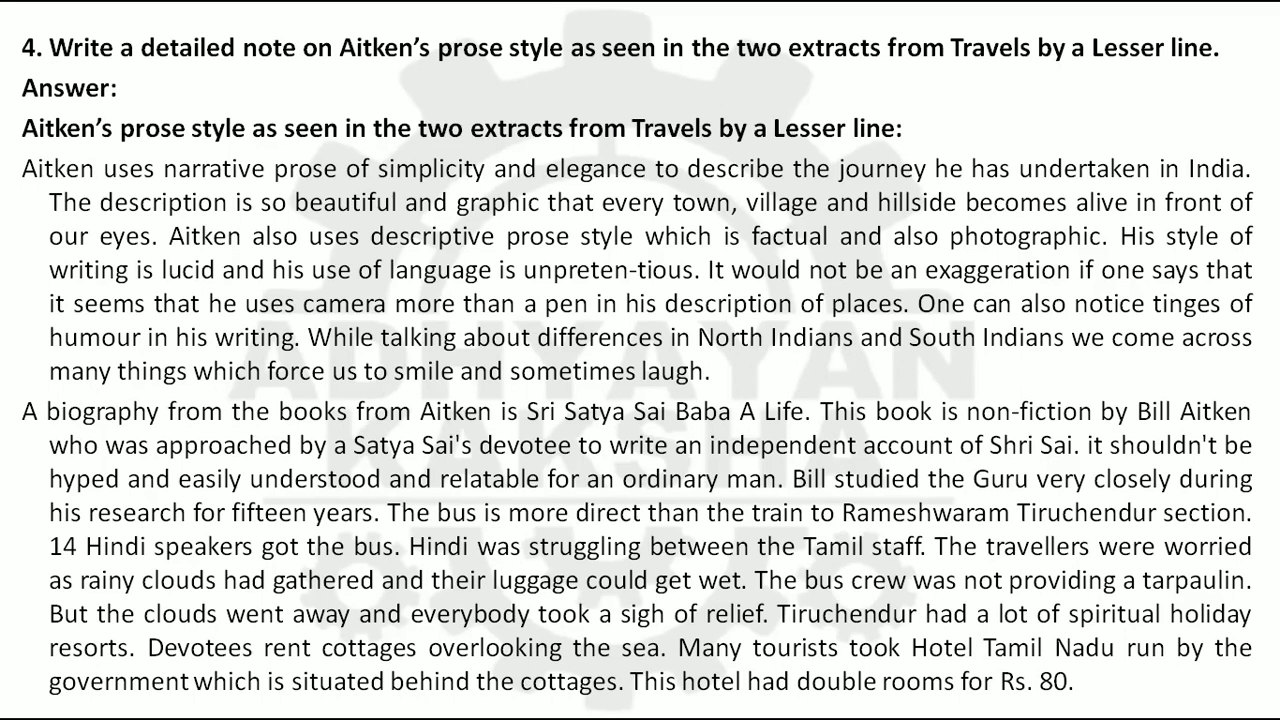 4. Write a detailed note on Aitken's prose style as seen in the two extracts from Travels by a Lesser line.
Answer:
Aitken's prose style as seen in the two extracts from Travels by a Lesser line:
Aitken uses narrative prose of simplicity and elegance to describe the journey he has undertaken in India.
The description is so beautiful and graphic that every town, village and hillside becomes alive in front of
our eyes. Aitken also uses descriptive prose style which is factual and also photographic. His style of
writing is lucid and his use of language is unpreten-tious. It would not be an exaggeration if one says that
it seems that he uses camera more than a pen in his description of places. One can also notice tinges of
humour in his writing. While talking about differences in North Indians and South Indians we come across
many things which force us to smile and sometimes laugh.
A biography from the books from Aitken is Sri Satya Sai Baba A Life. This book is non-fiction by Bill Aitken
who was approached by a Satya Sai's devotee to write an independent account of Shri Sai. it shouldn't be
hyped and easily understood and relatable for an ordinary man. Bill studied the Guru very closely during
his research for fifteen years. The bus is more direct than the train to Rameshwaram Tiruchendur section.
14 Hindi speakers got the bus. Hindi was struggling between the Tamil staff. The travellers were worried
as rainy clouds had gathered and their luggage could get wet. The bus crew was not providing a tarpaulin.
But the clouds went away and everybody took a sigh of relief. Tiruchendur had a lot of spiritual holiday
resorts. Devotees rent cottages overlooking the sea. Many tourists took Hotel Tamil Nadu run by the
government which is situated behind the cottages. This hotel had double rooms for Rs. 80.
ADHYAYAN
KAKSHA